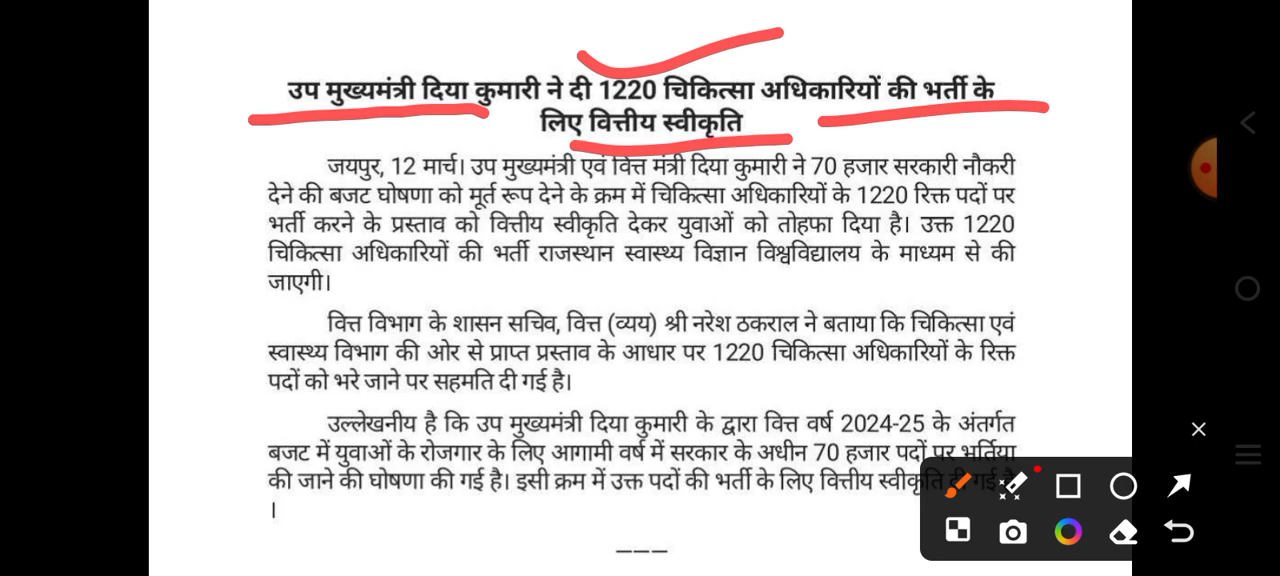 उप मुख्यमंत्री दिया कुमारी ने दी 1220 चिकित्सा अधिकारियों की भर्ती के
लिए वित्तीय स्वीकृति
जयपुर, 12 मार्च। उप मुख्यमंत्री एवं वित्त मंत्री दिया कुमारी ने 70 हजार सरकारी नौकरी
देने की बजट घोषणा को मूर्त रूप देने के क्रम में चिकित्सा अधिकारियों के 1220 रिक्त पदों पर
भर्ती करने के प्रस्ताव को वित्तीय स्वीकृति देकर युवाओं को तोहफा दिया है। उक्त 1220
चिकित्सा अधिकारियों की भर्ती राजस्थान स्वास्थ्य विज्ञान विश्वविद्यालय के माध्यम से की
जाएगी।
वित्त विभाग के शासन सचिव, वित्त (व्यय) श्री नरेश ठकराल ने बताया कि चिकित्सा एवं
स्वास्थ्य विभाग की ओर से प्राप्त प्रस्ताव के आधार पर 1220 चिकित्सा अधिकारियों के रिक्त
पदों को भरे जाने पर सहमति दी गई है।
उल्लेखनीय है कि उप मुख्यमंत्री दिया कुमारी के द्वारा वित्त वर्ष 2024-25 के अंतर्गत
बजट में युवाओं के रोजगार के लिए आगामी वर्ष में सरकार के अधीन 70 हजार पदों पर भर्तिया
की जाने की घोषणा की गई है। इसी क्रम में उक्त पदों की भर्ती के लिए वित्तीय स्वीकृति दी गई है
।